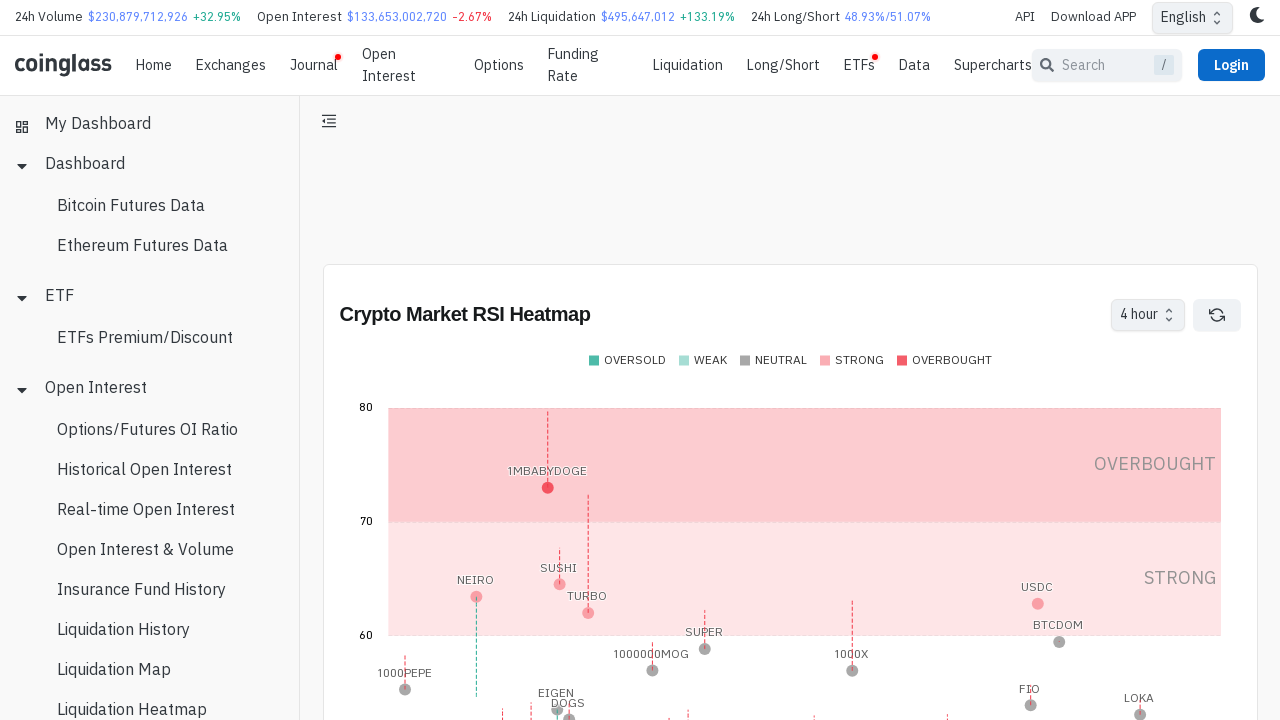 24h Volume $230,879,712,926 +32.95% Open Interest $133,653,002,720 -2.67% 24h Liquidation $495,647,012 +133.19% 24h Long/Short 48.93%/51.07% API Download APP English
coinglass Home Exchanges Journal Open Interest Options Funding Rate Liquidation Long/Short ETFs Data Supercharts Search / Login
My Dashboard
Dashboard
Bitcoin Futures Data
Ethereum Futures Data
ETF
ETFs Premium/Discount
Open Interest
Options/Futures OI Ratio
Historical Open Interest
Real-time Open Interest
Open Interest & Volume
Insurance Fund History
Liquidation History
Liquidation Map
Liquidation Heatmap
Crypto Market RSI Heatmap 4 hour
OVERSOLD WEAK NEUTRAL STRONG OVERBOUGHT
80
OVERBOUGHT
1MBABYDOGE
70
SUSHI
STRONG
NEIRO
USDC
TURBO
BTCDOM
SUPER
60
1000000MOG
1000X
1000PEPE
FIO
EIGEN
LOKA
DOGS